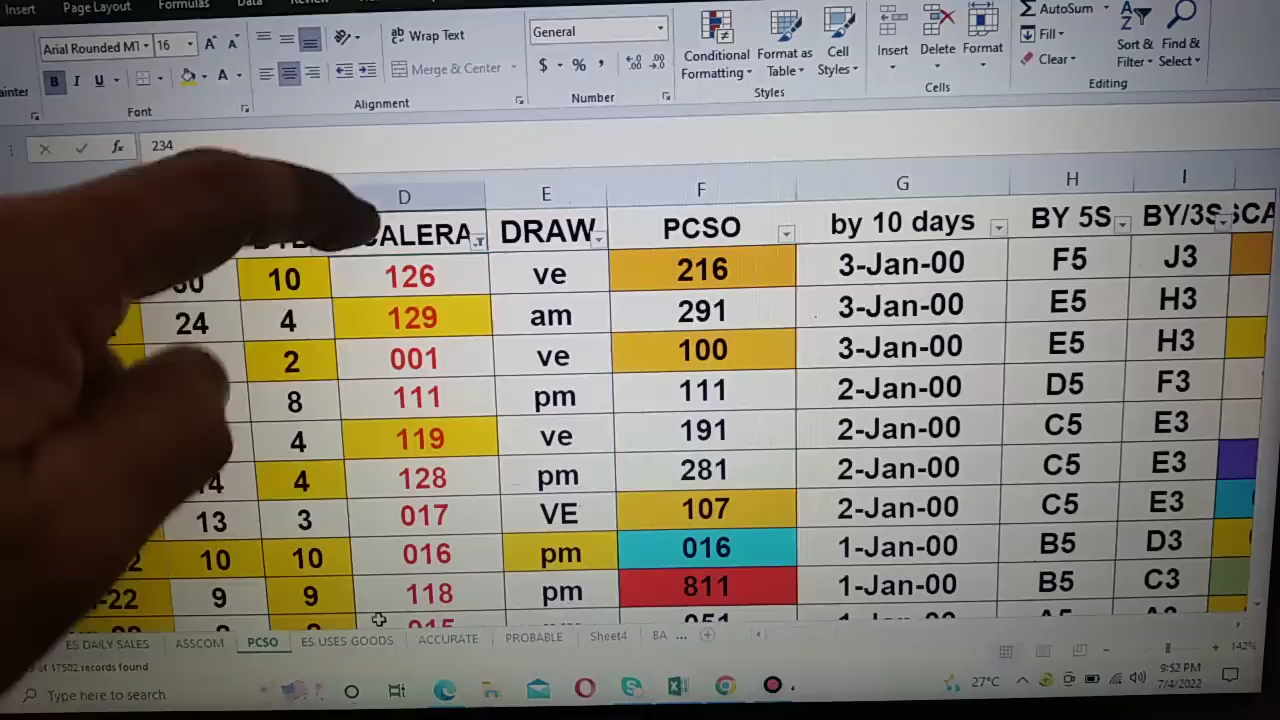 Insert Page Layout Formulas Data
Arial Rounded MT 16 A A Wrap Text General AutoSum
B I U A Merge & Center $ % , Conditional Formatting Format as Table Cell Styles Insert Delete Format Fill Clear Sort & Filter Find & Select
Font Alignment Number Styles Cells Editing
fx 234
D E F G H I
CALERA DRAW PCSO by 10 days BY 5S BY/3S
10 126 ve 216 3-Jan-00 F5 J3
24 4 129 am 291 3-Jan-00 E5 H3
2 001 ve 100 3-Jan-00 E5 H3
8 111 pm 111 2-Jan-00 D5 F3
4 119 ve 191 2-Jan-00 C5 E3
4 128 pm 281 2-Jan-00 C5 E3
13 3 017 VE 107 2-Jan-00 C5 E3
10 10 016 pm 016 1-Jan-00 B5 D3
-22 9 9 118 pm 811 1-Jan-00 B5 C3
ES DAILY SALES ASSCOM PCSO ES USES GOODS ACCURATE PROBABLE Sheet4 BA ...
of 17502 records found 142%
Type here to search 27°C 9:52 PM
7/4/2022